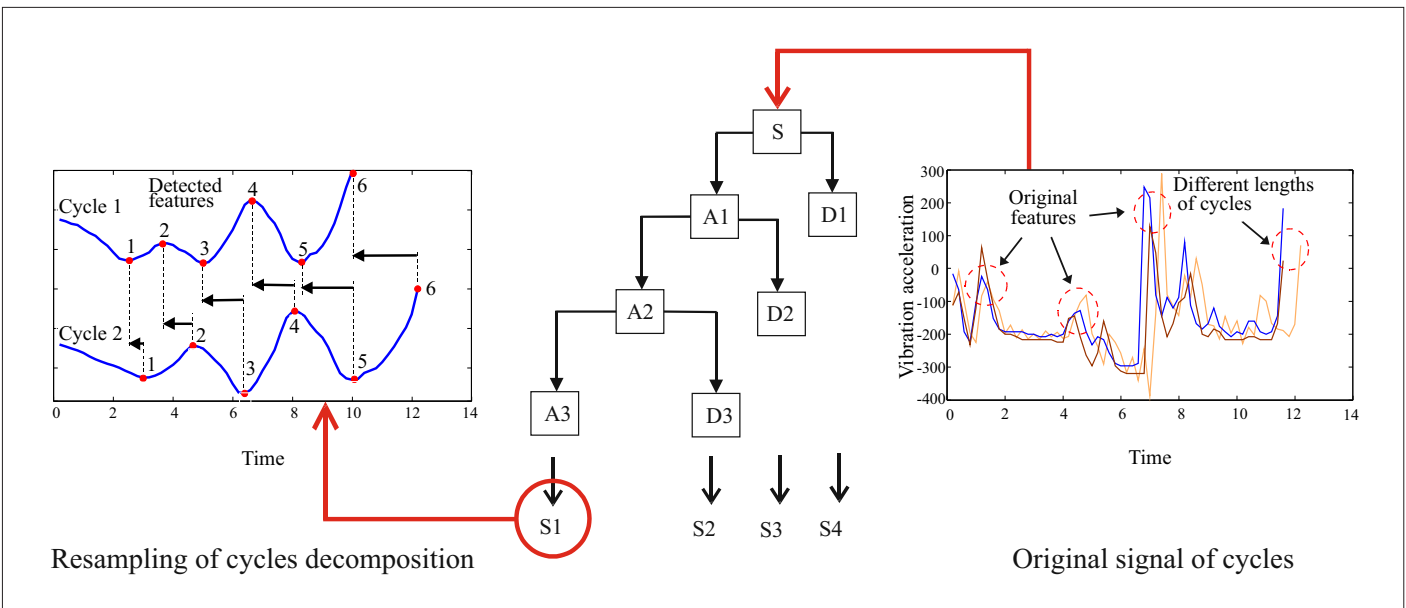 Detected
features
Cycle 1
1
2
3
4
5
6
Cycle 2
1
2
3
4
5
6
0 2 4 6 8 10 12 14
Time
Resampling of cycles decomposition
S
A1 D1
A2 D2
A3 D3
S1 S2 S3 S4
Original
features
Different lengths
of cycles
Vibration acceleration
300
200
100
0
-100
-200
-300
-400
0 2 4 6 8 10 12 14
Time
Original signal of cycles